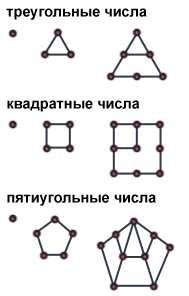 треугольные числа
квадратные числа
пятиугольные числа